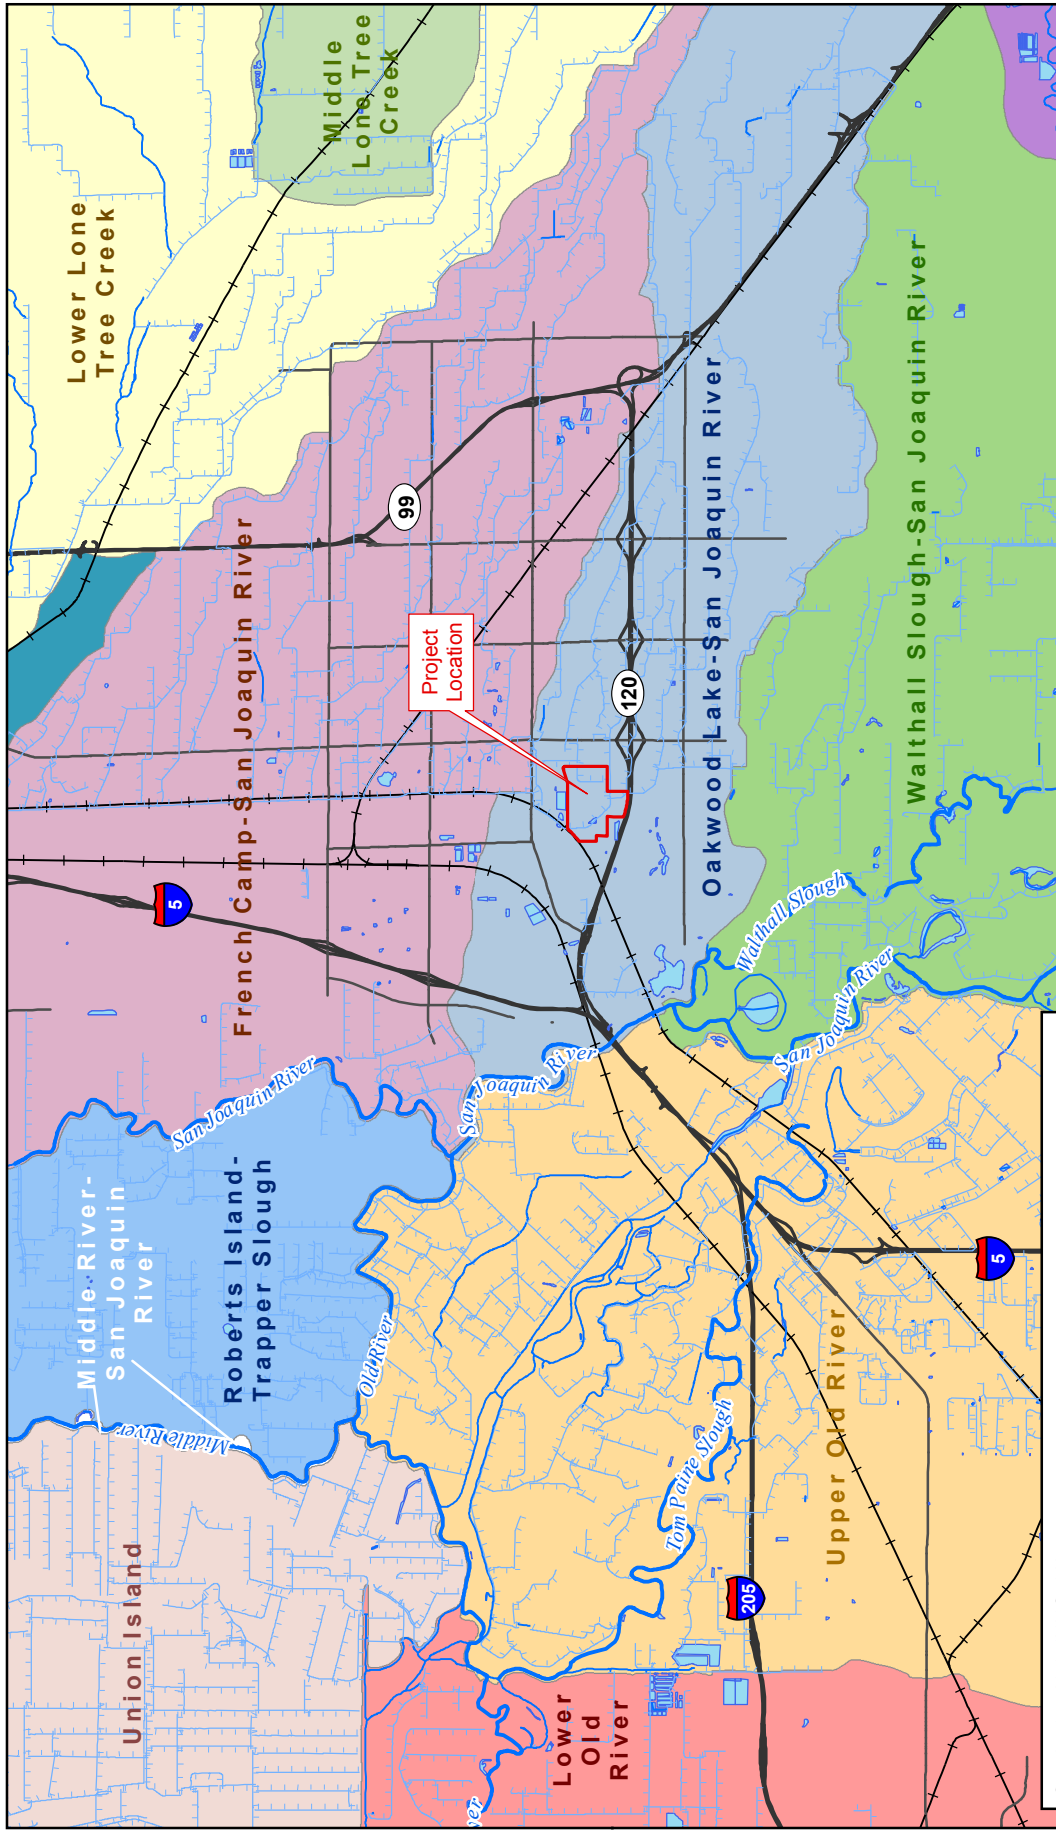 Union Island
Middle River-
San Joaquin
River
Middle River
Roberts Island-
Trapper Slough
San Joaquin River
Old River
French Camp-San Joaquin River
5
Lower Lone
Tree Creek
Middle
Lone Tree
Creek
99
Project
Location
120
San Joaquin River
Oakwood Lake-San Joaquin River
Walthall Slough
San Joaquin River
Walthall Slough-San Joaquin River
Lower
Old
River
Tom Paine Slough
205
Upper Old River
5
ver